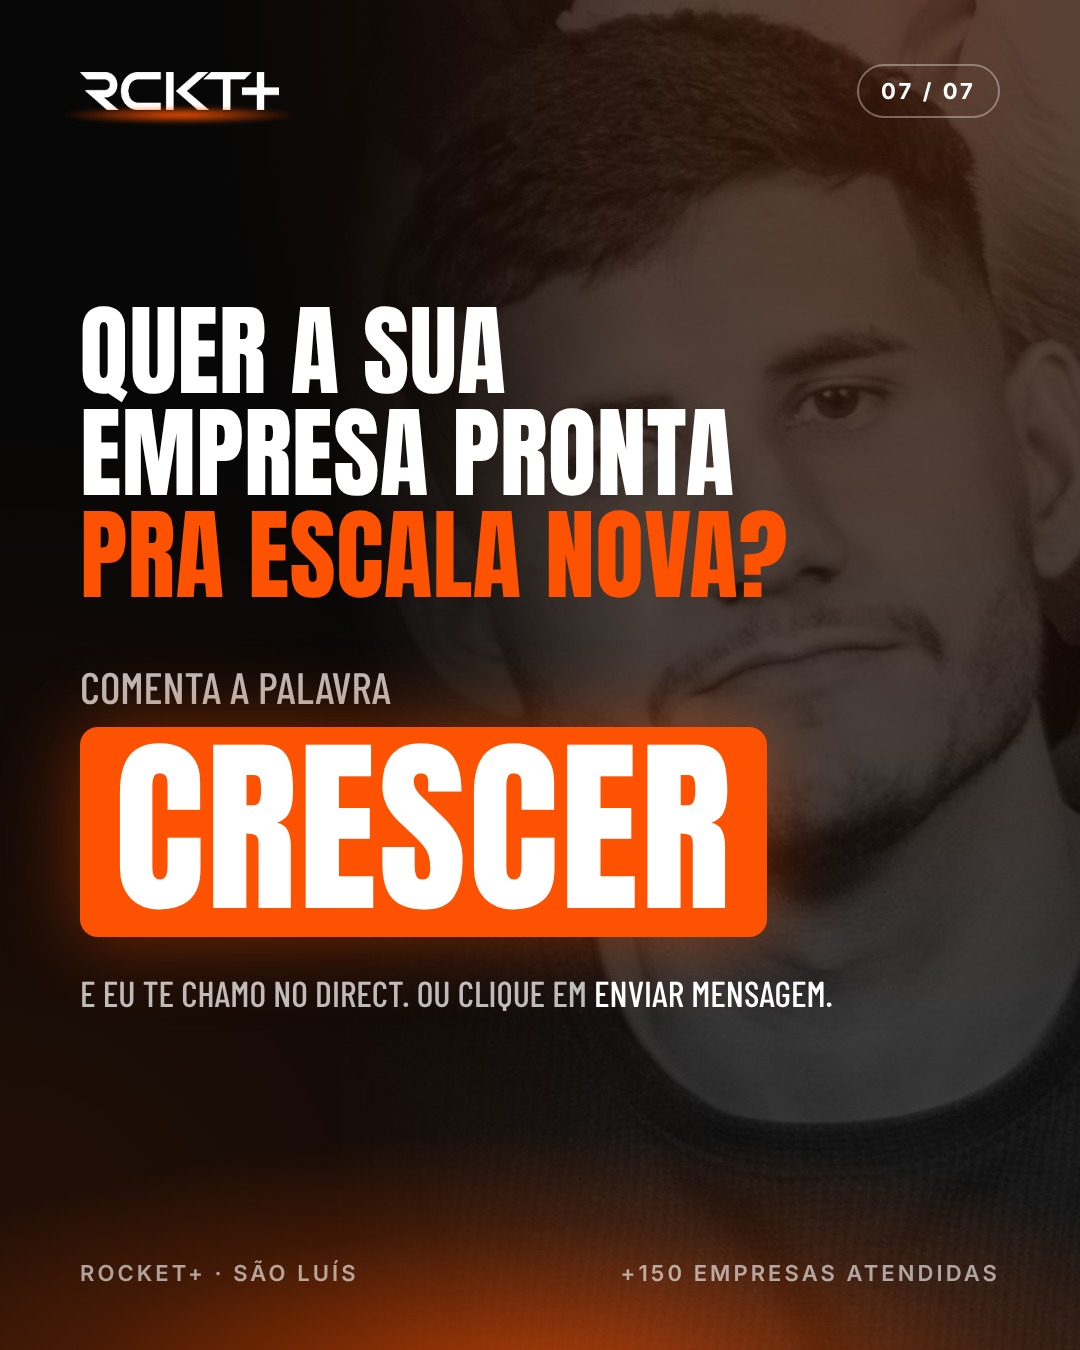 RCKT+
07 / 07
QUER A SUA
EMPRESA PRONTA
PRA ESCALA NOVA?
COMENTA A PALAVRA
CRESCER
E EU TE CHAMO NO DIRECT. OU CLIQUE EM ENVIAR MENSAGEM.
ROCKET+ · SÃO LUÍS
+150 EMPRESAS ATENDIDAS